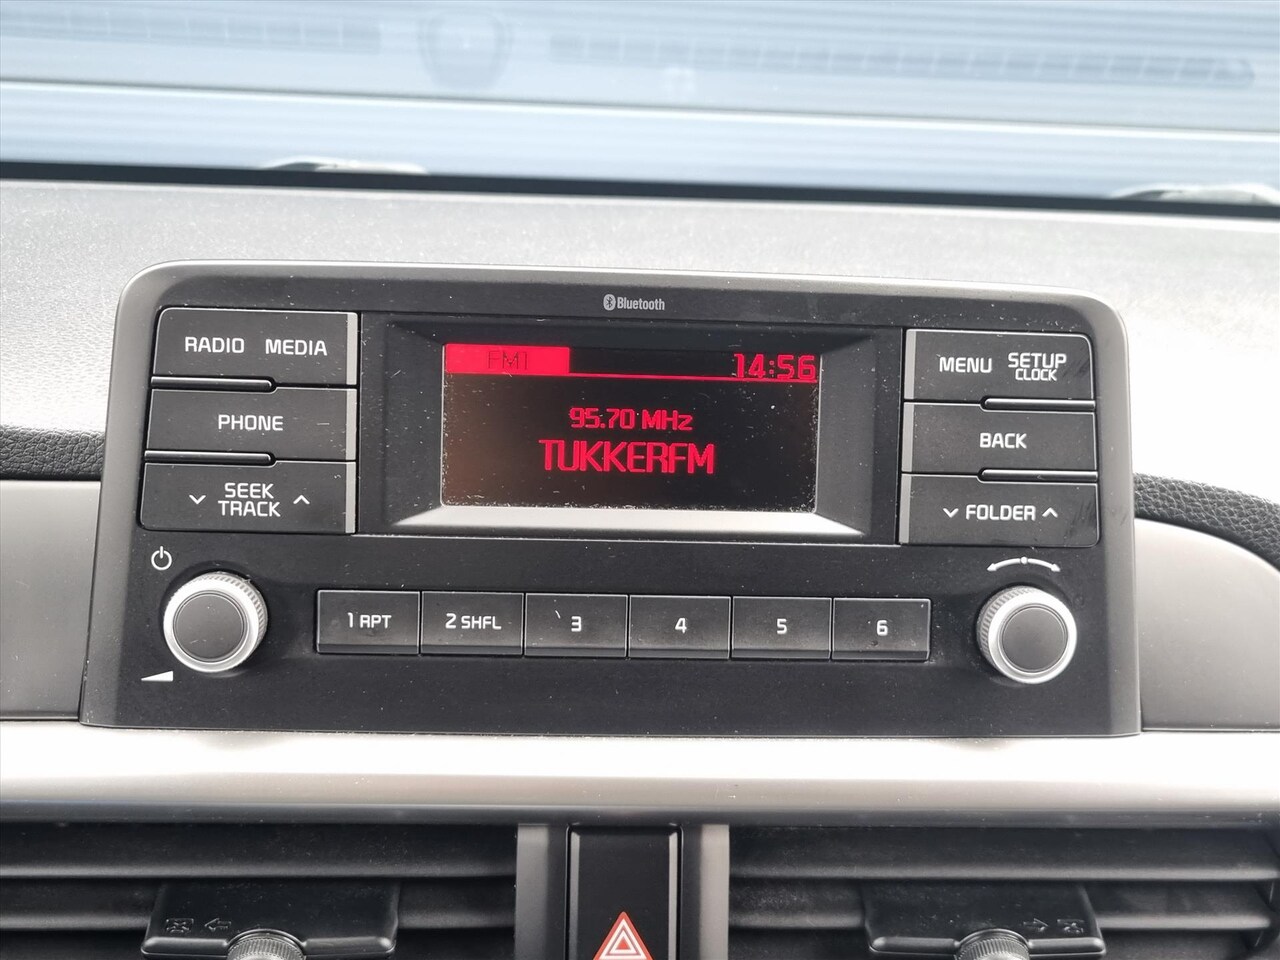 Bluetooth
RADIO MEDIA
PHONE
SEEK
TRACK
FM1
14:56
95.70 MHz
TUKKERFM
MENU SETUP
CLOCK
BACK
FOLDER
1 RPT
2 SHFL
3
4
5
6